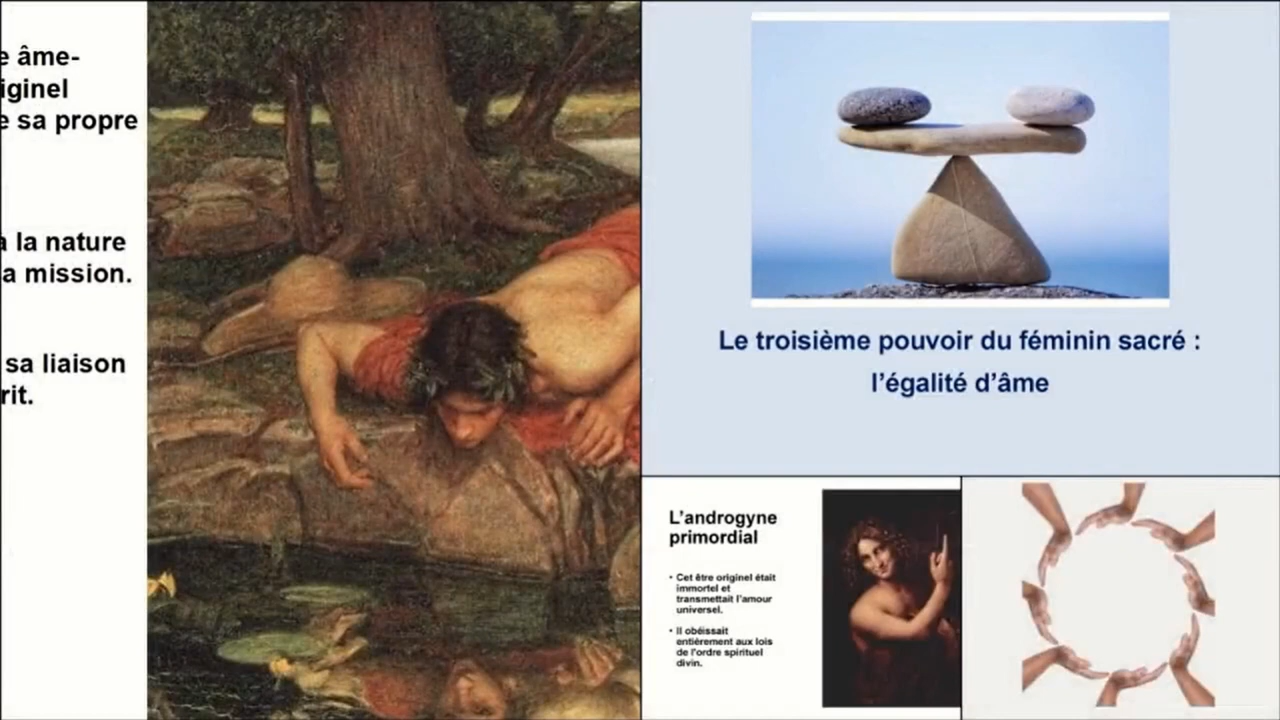 e âme-
iginel
e sa propre
à la nature
a mission.
sa liaison
rit.
Le troisième pouvoir du féminin sacré :
l’égalité d’âme
L’androgyne
primordial
• Cet être originel était
immortel et
transmettait l’amour
universel.
• Il obéissait
entièrement aux lois
de l’ordre spirituel
divin.